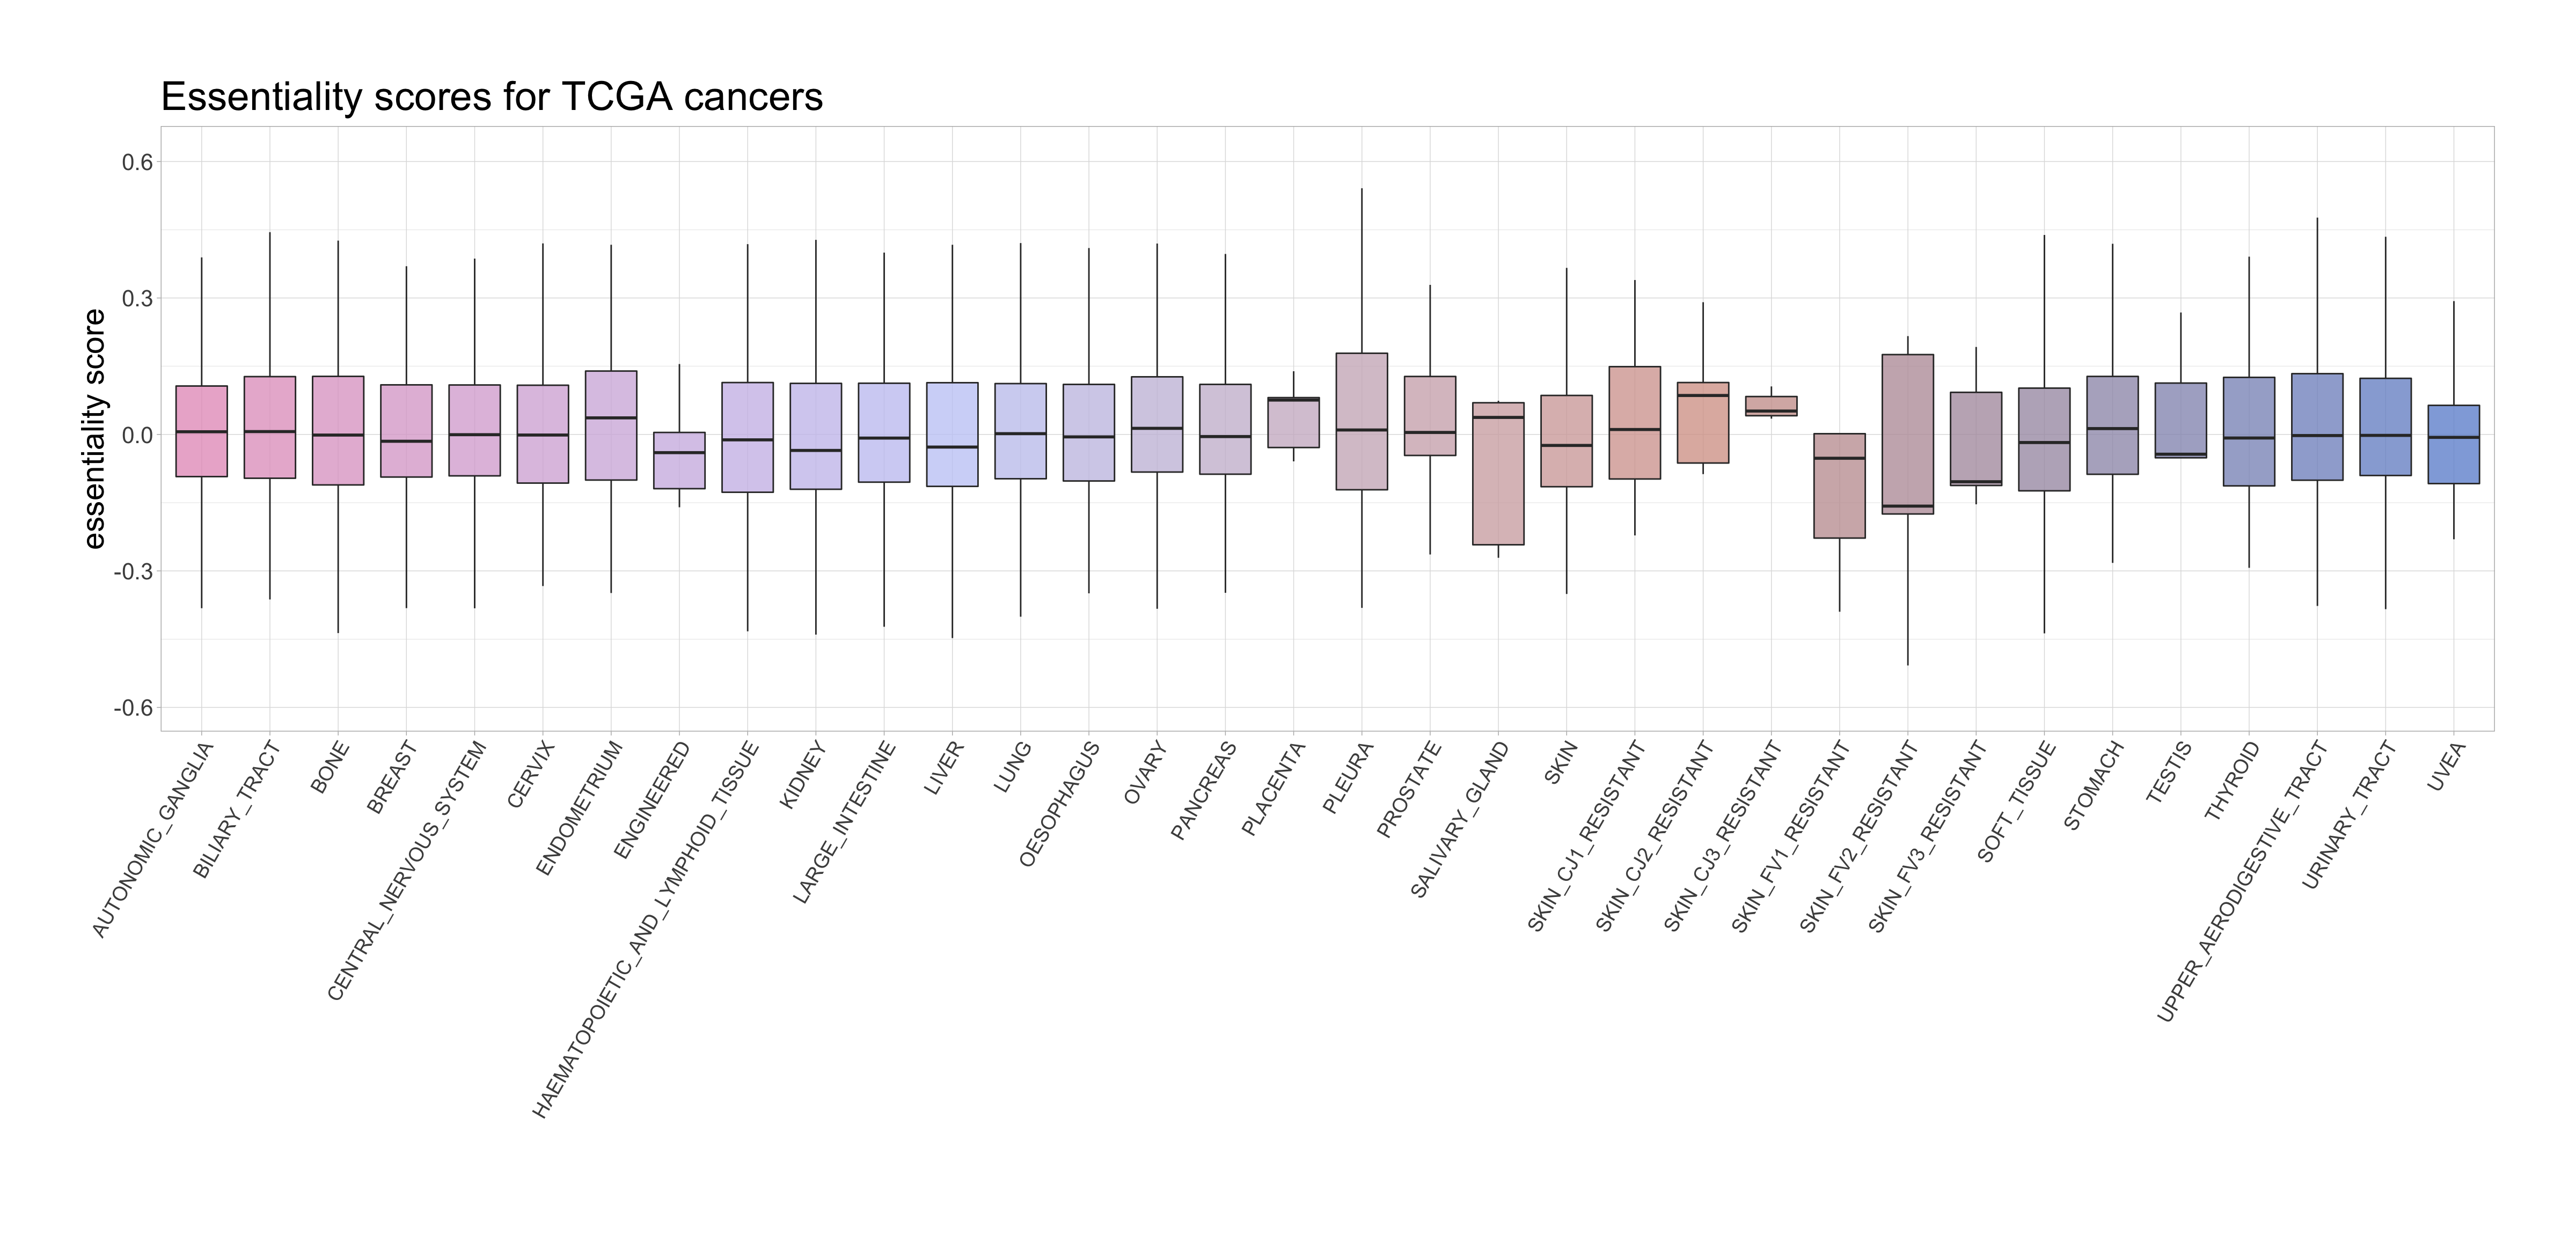 Essentiality scores for TCGA cancers
essentiality score
0.6
0.3
0.0
-0.3
-0.6
AUTONOMIC_GANGLIA
BILIARY_TRACT
BONE
BREAST
CENTRAL_NERVOUS_SYSTEM
CERVIX
ENDOMETRIUM
ENGINEERED
HAEMATOPOIETIC_AND_LYMPHOID_TISSUE
KIDNEY
LARGE_INTESTINE
LIVER
LUNG
OESOPHAGUS
OVARY
PANCREAS
PLACENTA
PLEURA
PROSTATE
SALIVARY_GLAND
SKIN
SKIN_CJ1_RESISTANT
SKIN_CJ2_RESISTANT
SKIN_CJ3_RESISTANT
SKIN_FV1_RESISTANT
SKIN_FV2_RESISTANT
SKIN_FV3_RESISTANT
SOFT_TISSUE
STOMACH
TESTIS
THYROID
UPPER_AERODIGESTIVE_TRACT
URINARY_TRACT
UVEA